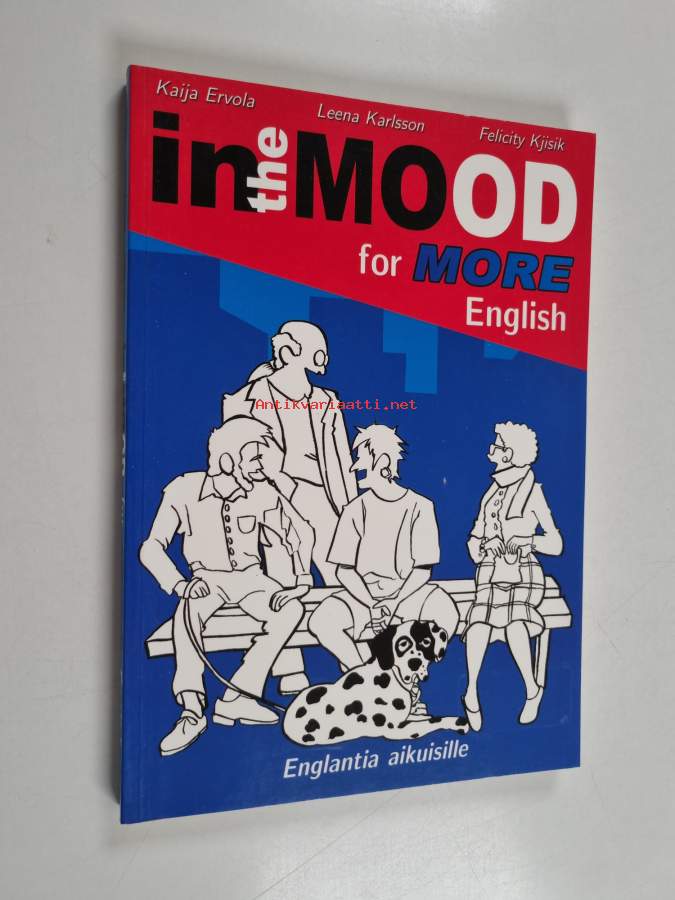 Kaija Ervola
Leena Karlsson
Felicity Kjisik
in the MOOD
for MORE
English
Antikvariaatti.net
Englantia aikuisille